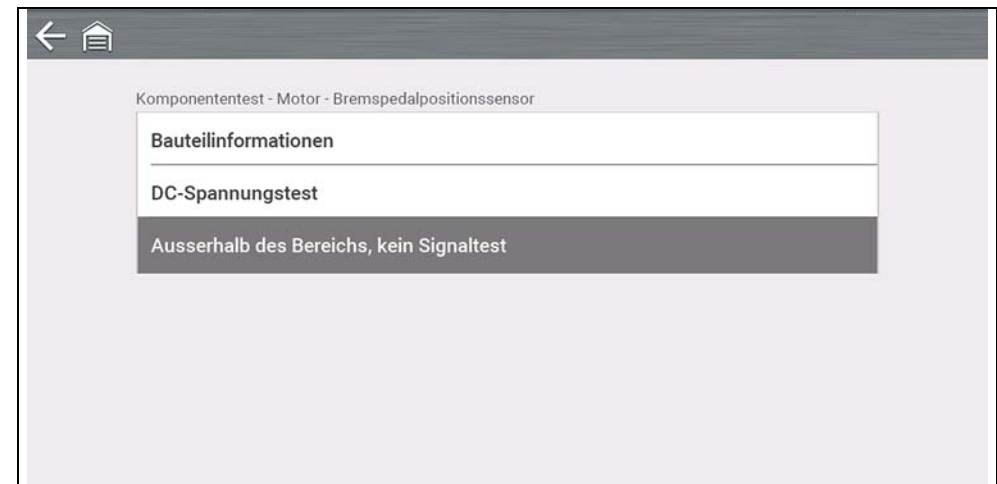 Komponententest - Motor - Bremspedalpositionssensor
Bauteilinformationen
DC-Spannungstest
Ausserhalb des Bereichs, kein Signaltest